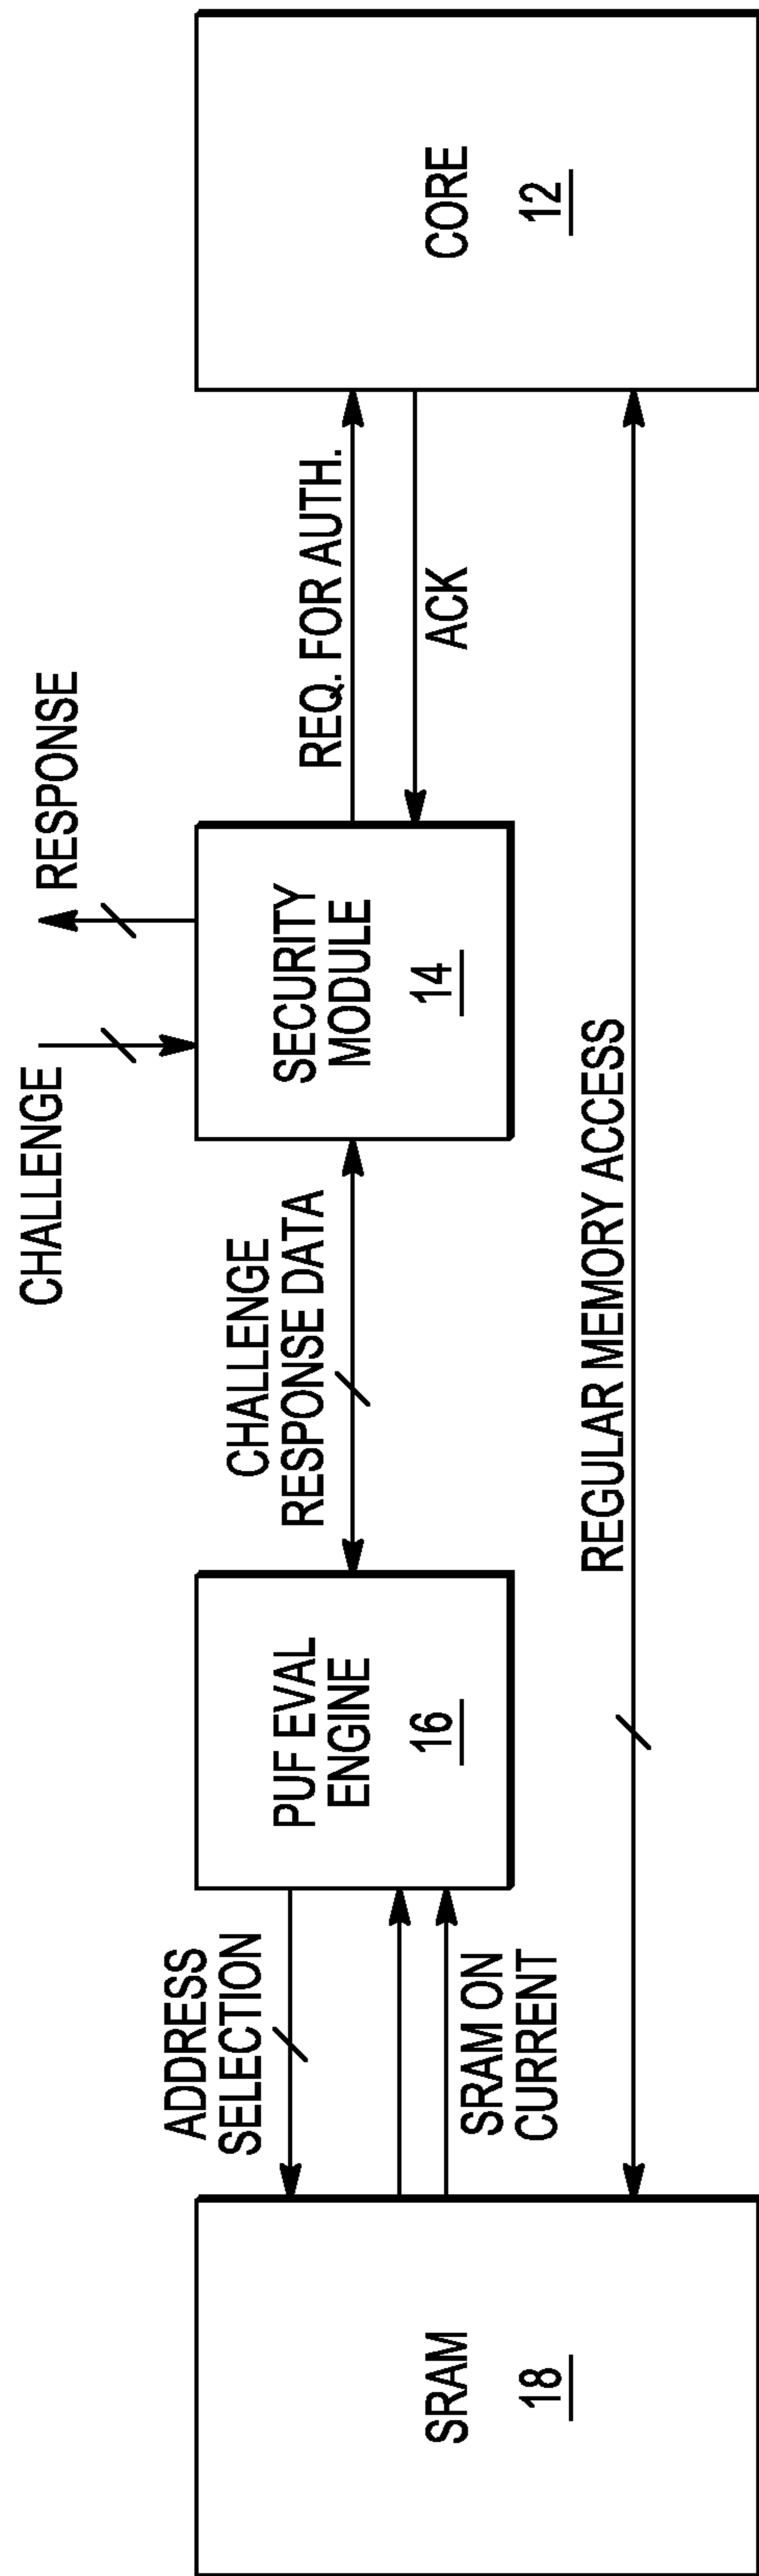 CHALLENGE
RESPONSE
SRAM
18
ADDRESS
SELECTION
SRAM ON
CURRENT
PUF EVAL
ENGINE
16
CHALLENGE
RESPONSE DATA
SECURITY
MODULE
14
REQ. FOR AUTH.
ACK
CORE
12
REGULAR MEMORY ACCESS